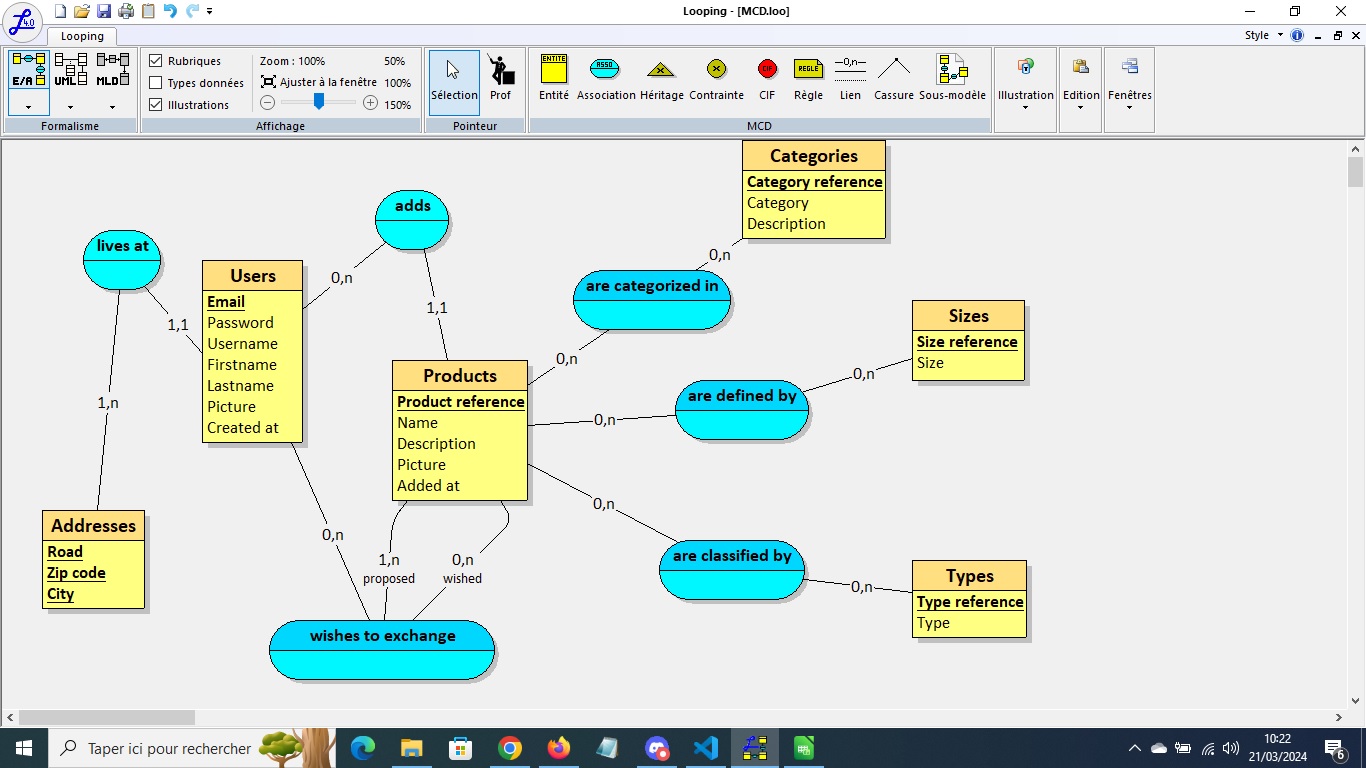 Looping - [MCD.loo]
4.0
Looping
Style
Rubriques
Types données
Illustrations
Zoom : 100%
50%
Ajuster à la fenêtre
100%
150%
E/A
UML
MLD
Sélection
Prof
ENTITÉ
Entité
ASSO
Association
Héritage
X
Contrainte
CIF
CIF
RÈGLE
Règle
—0,n—
Lien
Cassure
Sous-modèle
Illustration
Edition
Fenêtres
Formalisme
Affichage
Pointeur
MCD
Categories
Category reference
Category
Description
adds
lives at
0,n
are categorized in
Users
Email
Password
Username
Firstname
Lastname
Picture
Created at
0,n
1,1
1,1
0,n
Sizes
Size reference
Size
Products
Product reference
Name
Description
Picture
Added at
0,n
are defined by
0,n
1,n
0,n
Addresses
Road
Zip code
City
0,n
1,n
proposed
0,n
wished
are classified by
0,n
Types
Type reference
Type
wishes to exchange
Taper ici pour rechercher
10:22
21/03/2024
6